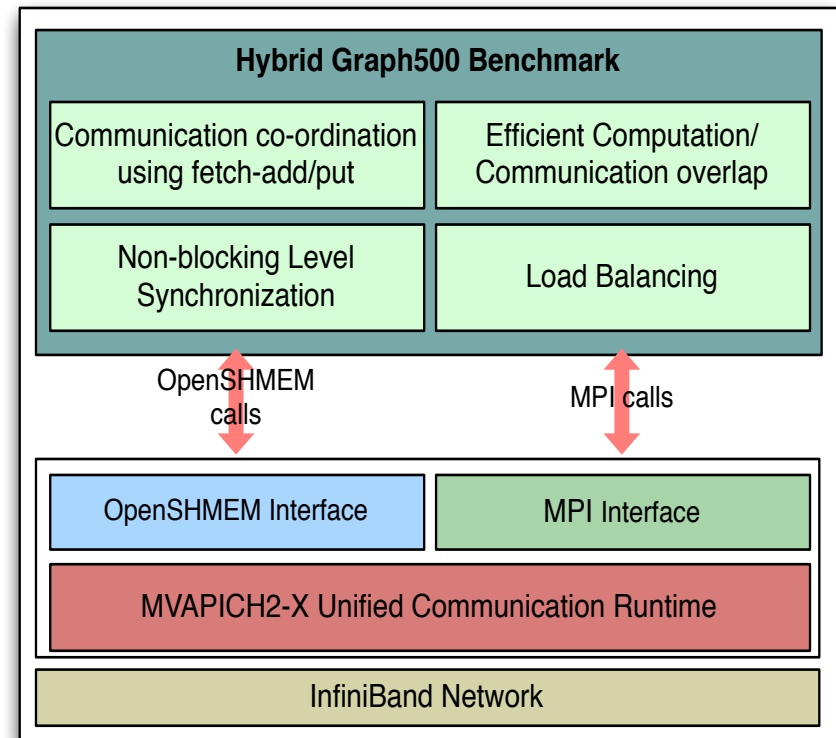 Hybrid Graph500 Benchmark
Communication co-ordination
using fetch-add/put
Efficient Computation/
Communication overlap
Non-blocking Level
Synchronization
Load Balancing
OpenSHMEM
calls
MPI calls
OpenSHMEM Interface
MPI Interface
MVAPICH2-X Unified Communication Runtime
InfiniBand Network